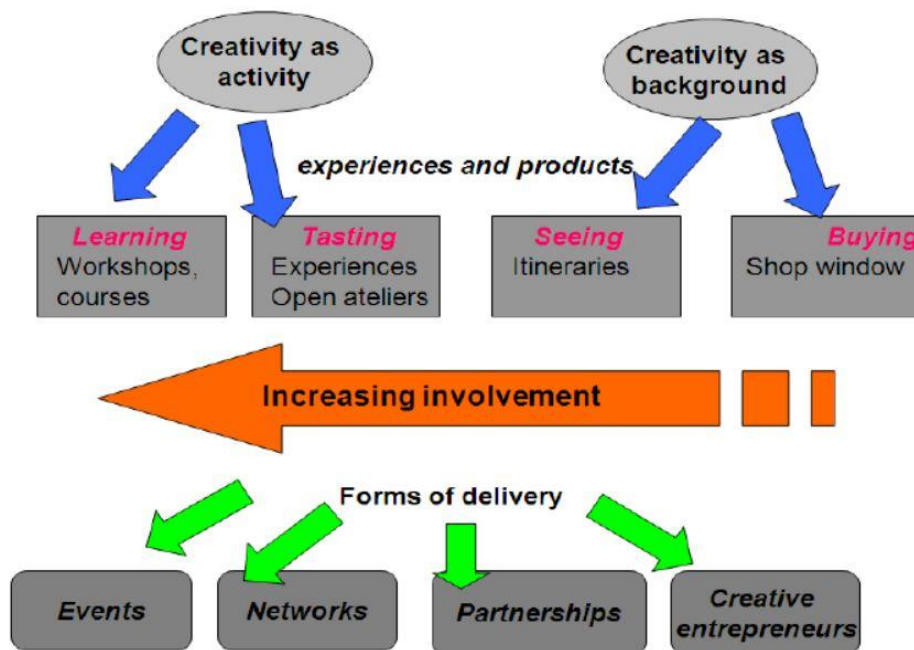 Creativity as
activity
Creativity as
background
experiences and products
Learning
Workshops,
courses
Tasting
Experiences
Open ateliers
Seeing
Itineraries
Buying
Shop window
Increasing involvement
Forms of delivery
Events
Networks
Partnerships
Creative
entrepreneurs